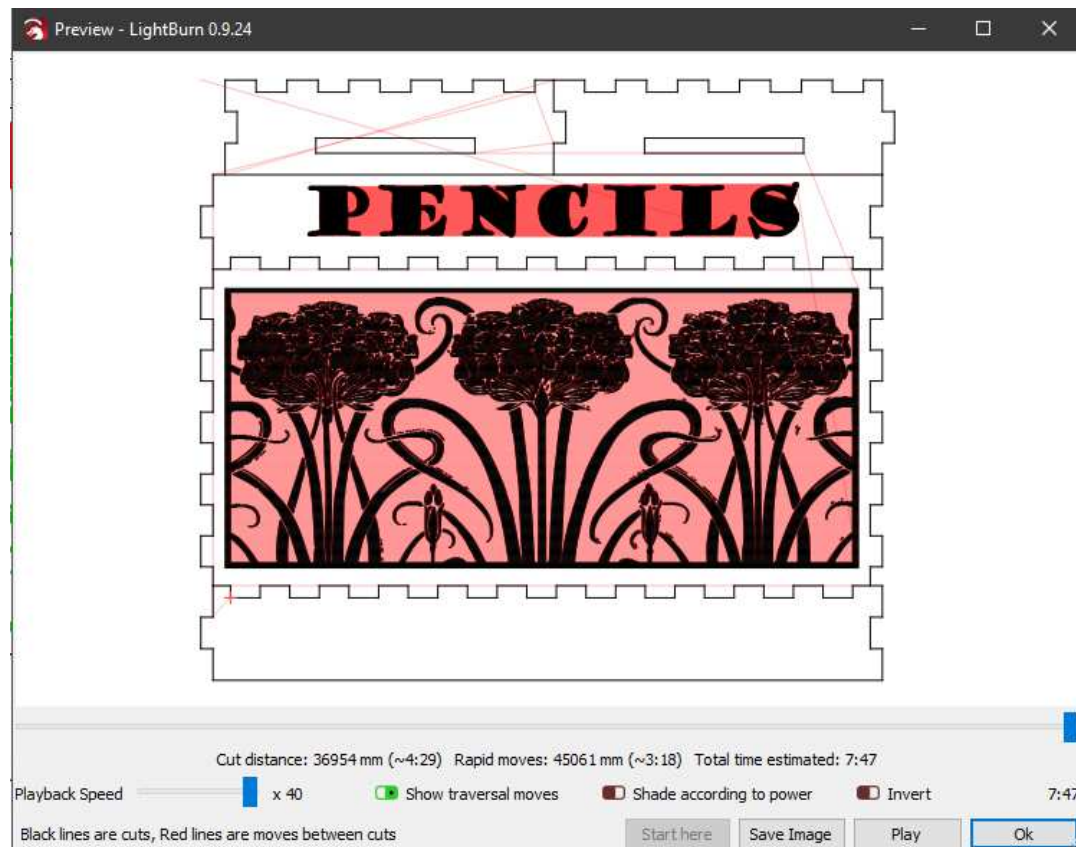 Preview - LightBurn 0.9.24
PENCILS
Cut distance: 36954 mm (~4:29) Rapid moves: 45061 mm (~3:18) Total time estimated: 7:47
Playback Speed x 40 Show traversal moves Shade according to power Invert 7:47
Black lines are cuts, Red lines are moves between cuts Start here Save Image Play Ok